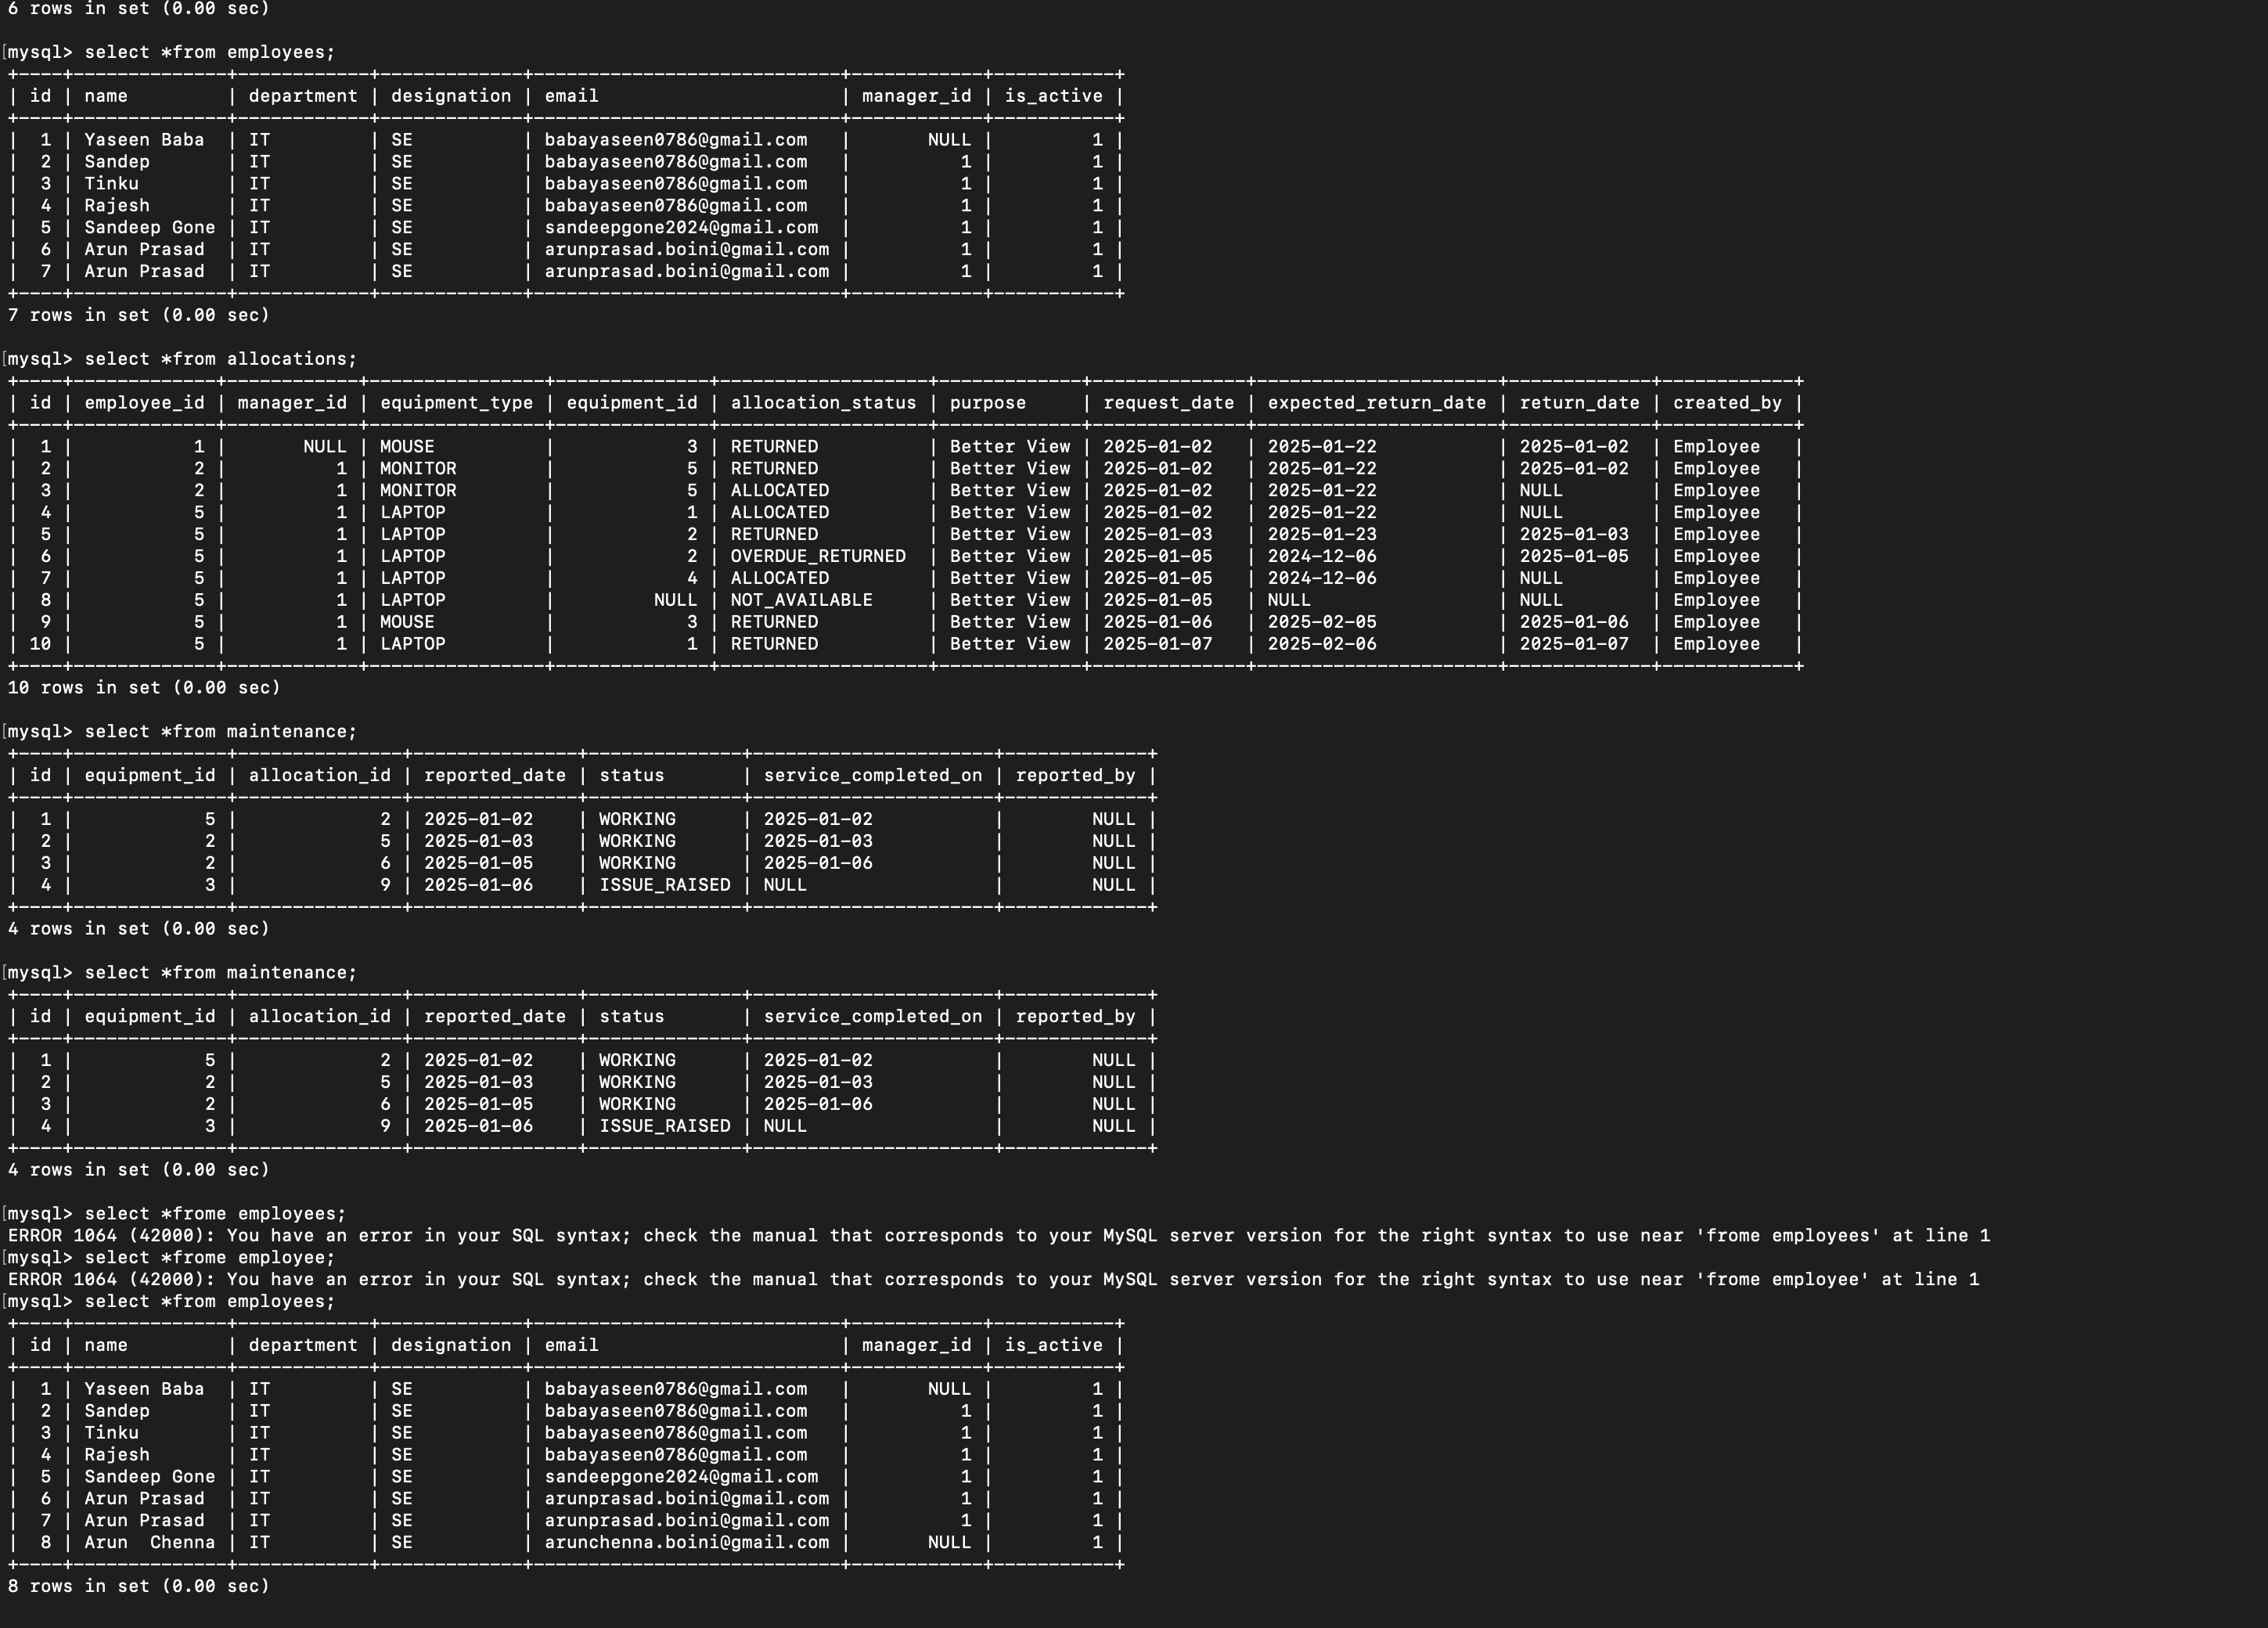 6 rows in set (0.00 sec)
[mysql> select *from employees;
+----+--------------+------------+-------------+----------------------------+------------+-----------+
| id | name         | department | designation | email                      | manager_id | is_active |
+----+--------------+------------+-------------+----------------------------+------------+-----------+
|  1 | Yaseen Baba  | IT         | SE          | babayaseen0786@gmail.com   |       NULL |         1 |
|  2 | Sandep       | IT         | SE          | babayaseen0786@gmail.com   |          1 |         1 |
|  3 | Tinku        | IT         | SE          | babayaseen0786@gmail.com   |          1 |         1 |
|  4 | Rajesh       | IT         | SE          | babayaseen0786@gmail.com   |          1 |         1 |
|  5 | Sandeep Gone | IT         | SE          | sandeepgone2024@gmail.com  |          1 |         1 |
|  6 | Arun Prasad  | IT         | SE          | arunprasad.boini@gmail.com |          1 |         1 |
|  7 | Arun Prasad  | IT         | SE          | arunprasad.boini@gmail.com |          1 |         1 |
+----+--------------+------------+-------------+----------------------------+------------+-----------+
7 rows in set (0.00 sec)
[mysql> select *from allocations;
+----+-------------+------------+----------------+--------------+-------------------+-------------+--------------+----------------------+-------------+------------+
| id | employee_id | manager_id | equipment_type | equipment_id | allocation_status | purpose     | request_date | expected_return_date | return_date | created_by |
+----+-------------+------------+----------------+--------------+-------------------+-------------+--------------+----------------------+-------------+------------+
|  1 |           1 |       NULL | MOUSE          |            3 | RETURNED          | Better View | 2025-01-02   | 2025-01-22           | 2025-01-02  | Employee   |
|  2 |           2 |          1 | MONITOR        |            5 | RETURNED          | Better View | 2025-01-02   | 2025-01-22           | 2025-01-02  | Employee   |
|  3 |           2 |          1 | MONITOR        |            5 | ALLOCATED         | Better View | 2025-01-02   | 2025-01-22           | NULL        | Employee   |
|  4 |           5 |          1 | LAPTOP         |            1 | ALLOCATED         | Better View | 2025-01-02   | 2025-01-22           | NULL        | Employee   |
|  5 |           5 |          1 | LAPTOP         |            2 | RETURNED          | Better View | 2025-01-03   | 2025-01-23           | 2025-01-03  | Employee   |
|  6 |           5 |          1 | LAPTOP         |            2 | OVERDUE_RETURNED  | Better View | 2025-01-05   | 2024-12-06           | 2025-01-05  | Employee   |
|  7 |           5 |          1 | LAPTOP         |            4 | ALLOCATED         | Better View | 2025-01-05   | 2024-12-06           | NULL        | Employee   |
|  8 |           5 |          1 | LAPTOP         |         NULL | NOT_AVAILABLE     | Better View | 2025-01-05   | NULL                 | NULL        | Employee   |
|  9 |           5 |          1 | MOUSE          |            3 | RETURNED          | Better View | 2025-01-06   | 2025-02-05           | 2025-01-06  | Employee   |
| 10 |           5 |          1 | LAPTOP         |            1 | RETURNED          | Better View | 2025-01-07   | 2025-02-06           | 2025-01-07  | Employee   |
+----+-------------+------------+----------------+--------------+-------------------+-------------+--------------+----------------------+-------------+------------+
10 rows in set (0.00 sec)
[mysql> select *from maintenance;
+----+--------------+---------------+---------------+--------------+----------------------+-------------+
| id | equipment_id | allocation_id | reported_date | status       | service_completed_on | reported_by |
+----+--------------+---------------+---------------+--------------+----------------------+-------------+
|  1 |            5 |             2 | 2025-01-02    | WORKING      | 2025-01-02           |        NULL |
|  2 |            2 |             5 | 2025-01-03    | WORKING      | 2025-01-03           |        NULL |
|  3 |            2 |             6 | 2025-01-05    | WORKING      | 2025-01-06           |        NULL |
|  4 |            3 |             9 | 2025-01-06    | ISSUE_RAISED | NULL                 |        NULL |
+----+--------------+---------------+---------------+--------------+----------------------+-------------+
4 rows in set (0.00 sec)
[mysql> select *from maintenance;
+----+--------------+---------------+---------------+--------------+----------------------+-------------+
| id | equipment_id | allocation_id | reported_date | status       | service_completed_on | reported_by |
+----+--------------+---------------+---------------+--------------+----------------------+-------------+
|  1 |            5 |             2 | 2025-01-02    | WORKING      | 2025-01-02           |        NULL |
|  2 |            2 |             5 | 2025-01-03    | WORKING      | 2025-01-03           |        NULL |
|  3 |            2 |             6 | 2025-01-05    | WORKING      | 2025-01-06           |        NULL |
|  4 |            3 |             9 | 2025-01-06    | ISSUE_RAISED | NULL                 |        NULL |
+----+--------------+---------------+---------------+--------------+----------------------+-------------+
4 rows in set (0.00 sec)
[mysql> select *frome employees;
ERROR 1064 (42000): You have an error in your SQL syntax; check the manual that corresponds to your MySQL server version for the right syntax to use near 'frome employees' at line 1
[mysql> select *frome employee;
ERROR 1064 (42000): You have an error in your SQL syntax; check the manual that corresponds to your MySQL server version for the right syntax to use near 'frome employee' at line 1
[mysql> select *from employees;
+----+--------------+------------+-------------+----------------------------+------------+-----------+
| id | name         | department | designation | email                      | manager_id | is_active |
+----+--------------+------------+-------------+----------------------------+------------+-----------+
|  1 | Yaseen Baba  | IT         | SE          | babayaseen0786@gmail.com   |       NULL |         1 |
|  2 | Sandep       | IT         | SE          | babayaseen0786@gmail.com   |          1 |         1 |
|  3 | Tinku        | IT         | SE          | babayaseen0786@gmail.com   |          1 |         1 |
|  4 | Rajesh       | IT         | SE          | babayaseen0786@gmail.com   |          1 |         1 |
|  5 | Sandeep Gone | IT         | SE          | sandeepgone2024@gmail.com  |          1 |         1 |
|  6 | Arun Prasad  | IT         | SE          | arunprasad.boini@gmail.com |          1 |         1 |
|  7 | Arun Prasad  | IT         | SE          | arunprasad.boini@gmail.com |          1 |         1 |
|  8 | Arun  Chenna | IT         | SE          | arunchenna.boini@gmail.com |       NULL |         1 |
+----+--------------+------------+-------------+----------------------------+------------+-----------+
8 rows in set (0.00 sec)